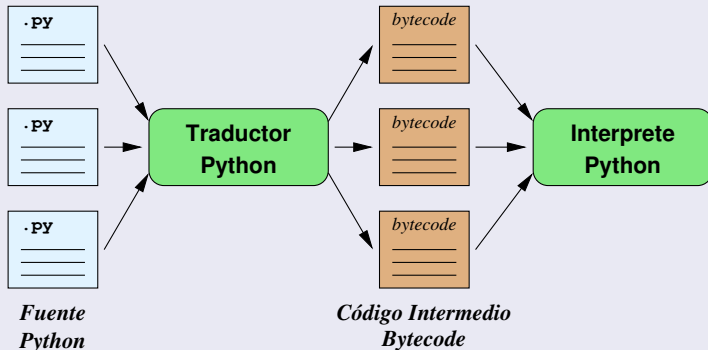 .py
.py
.py
Traductor
Python
bytecode
bytecode
bytecode
Interprete
Python
Fuente
Python
Código Intermedio
Bytecode